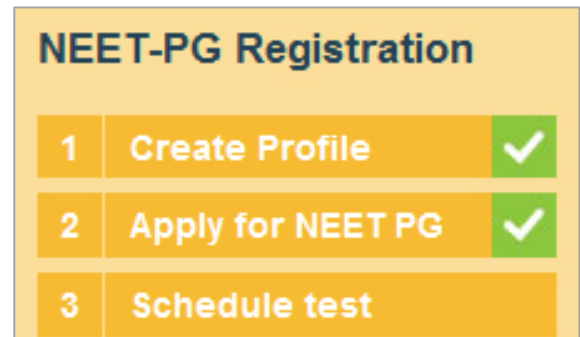 NEET-PG Registration
1 Create Profile
2 Apply for NEET PG
3 Schedule test